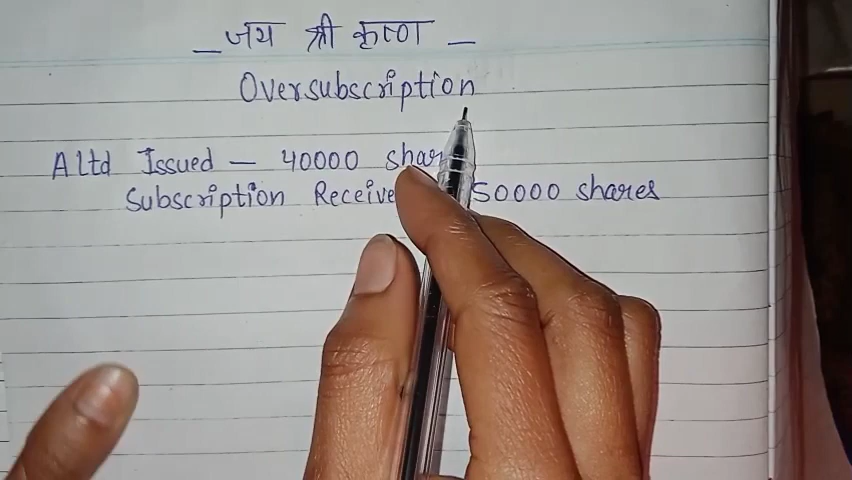 _ जय श्री कृष्णा _
Oversubscription
A ltd Issued – 40000
Subscription 50000 shares